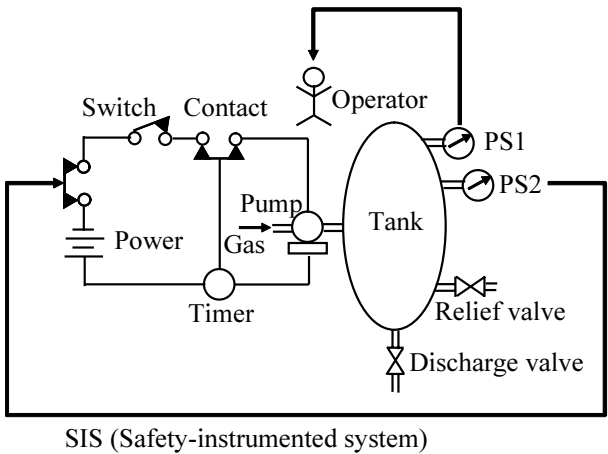 Switch
Contact
Operator
PS1
PS2
Pump
Tank
Power
Gas
Timer
Relief valve
Discharge valve
SIS (Safety-instrumented system)